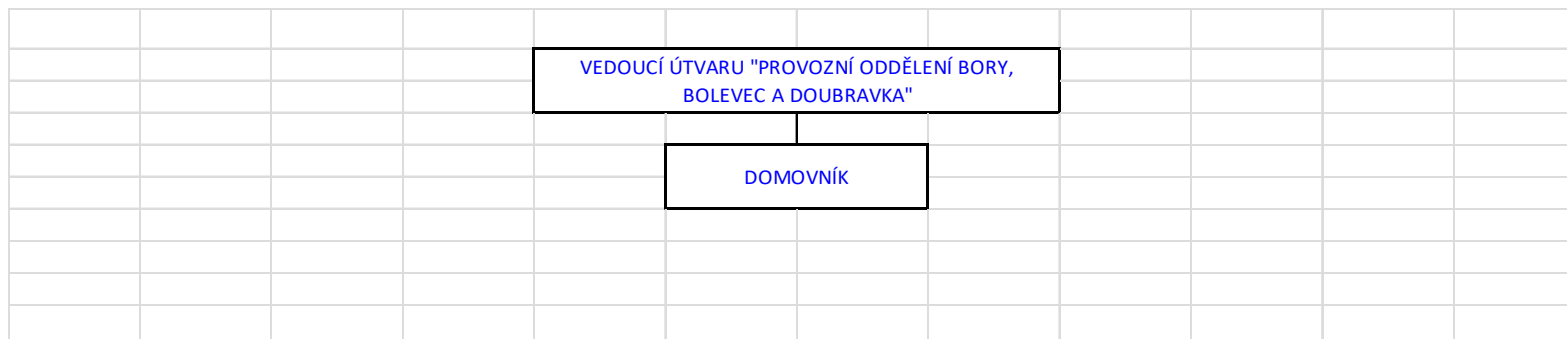 VEDOUCÍ ÚTVARU "PROVOZNÍ ODDĚLENÍ BORY,
BOLEVEC A DOUBRAVKA"
DOMOVNÍK